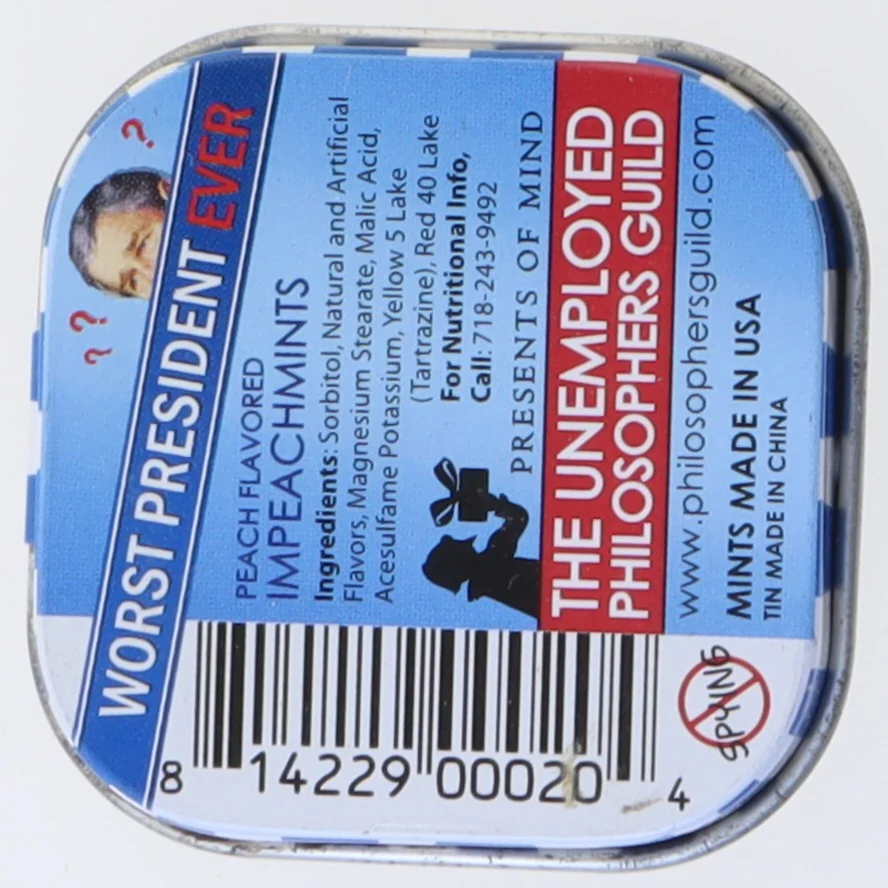 ? ? ?
WORST PRESIDENT EVER
PEACH FLAVORED
IMPEACHMINTS
Ingredients: Sorbitol, Natural and Artificial
Flavors, Magnesium Stearate, Malic Acid,
Acesulfame Potassium, Yellow 5 Lake
(Tartrazine), Red 40 Lake
For Nutritional Info,
Call: 718-243-9492
PRESENTS OF MIND
THE UNEMPLOYED
PHILOSOPHERS GUILD
www.philosophersguild.com
MINTS MADE IN USA
TIN MADE IN CHINA
8 14229 00020 4
SPYING